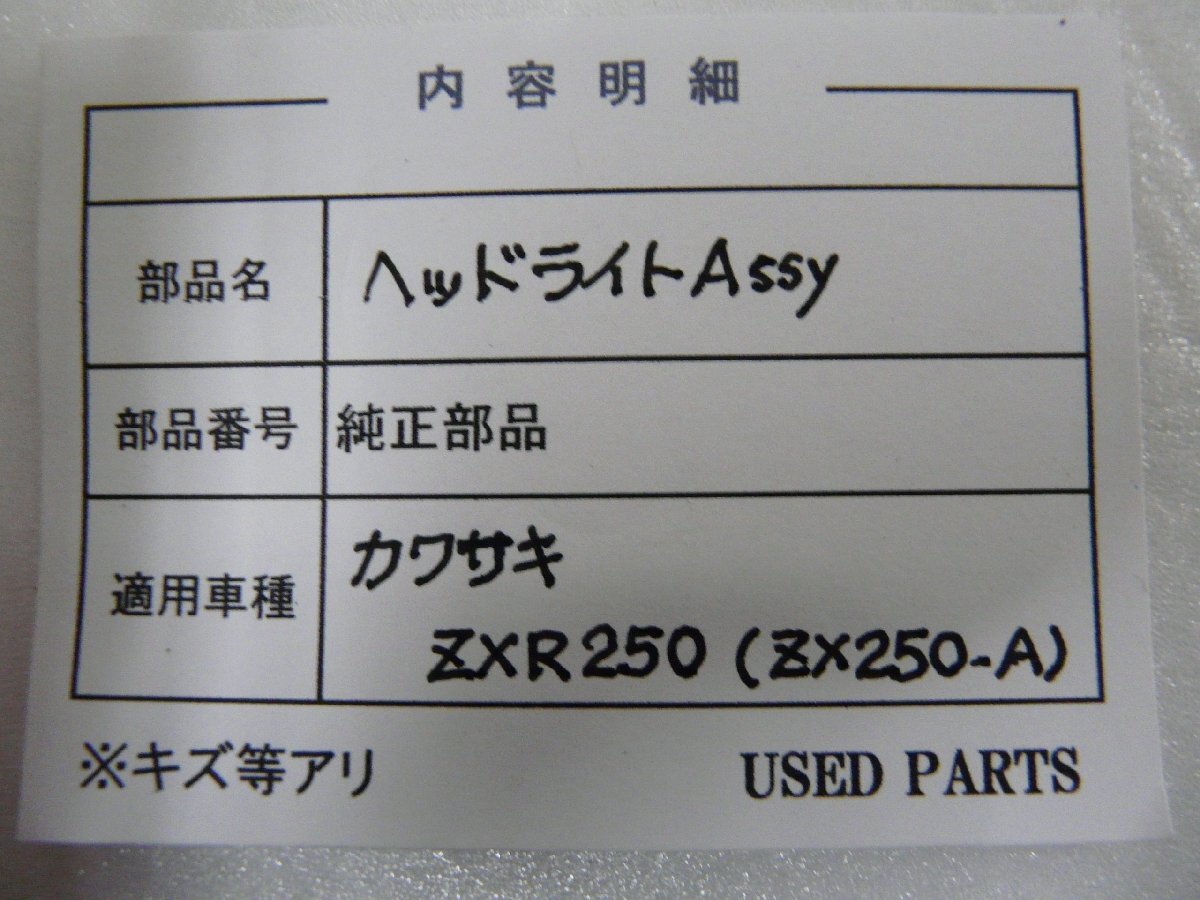 内容明細
部品名 ヘッドライトAssy
部品番号 純正部品
適用車種 カワサキ
ZXR250 (ZX250-A)
※キズ等アリ USED PARTS